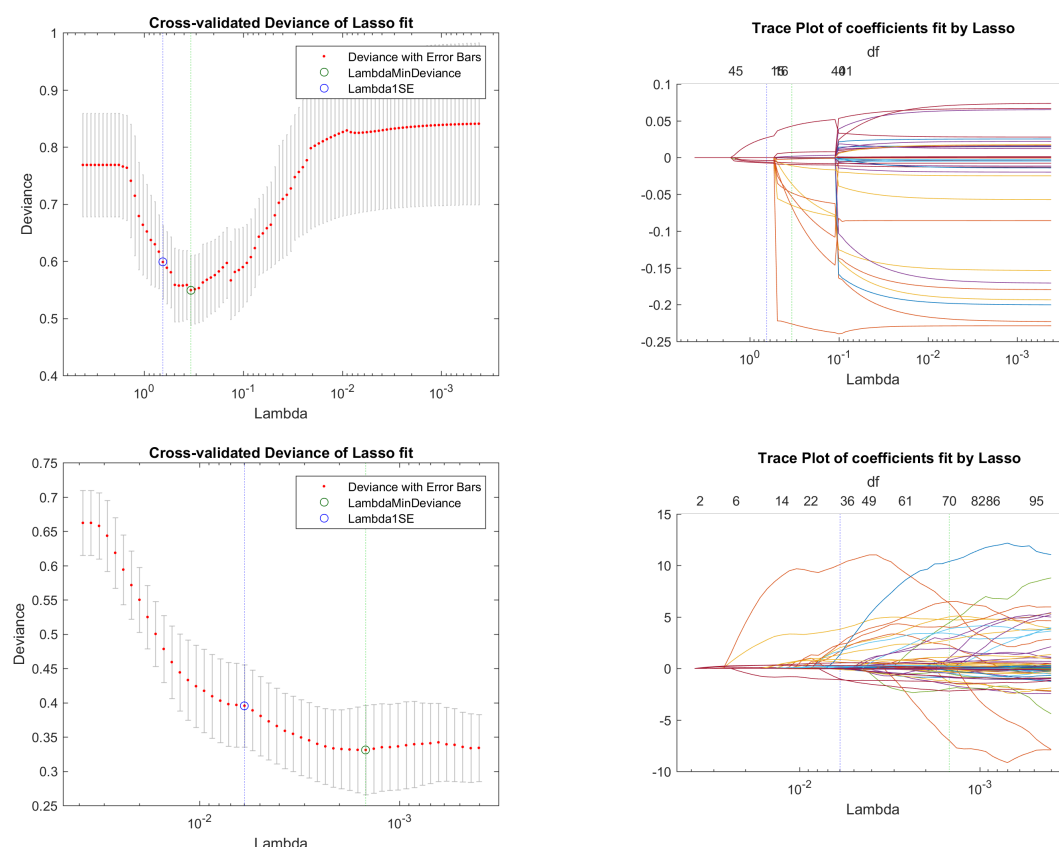 Cross-validated Deviance of Lasso fit
Deviance with Error Bars
LambdaMinDeviance
Lambda1SE
1
0.9
0.8
0.7
0.6
0.5
0.4
Deviance
10^0
10^-1
10^-2
10^-3
Lambda
Trace Plot of coefficients fit by Lasso
df
45
16
41
0.1
0.05
0
-0.05
-0.1
-0.15
-0.2
-0.25
10^0
10^-1
10^-2
10^-3
Lambda
Cross-validated Deviance of Lasso fit
Deviance with Error Bars
LambdaMinDeviance
Lambda1SE
0.75
0.7
0.65
0.6
0.55
0.5
0.45
0.4
0.35
0.3
0.25
Deviance
10^-2
10^-3
Lambda
Trace Plot of coefficients fit by Lasso
df
2 6 14 22 36 49 61 70 82 86 95
15
10
5
0
-5
-10
10^-2
10^-3
Lambda